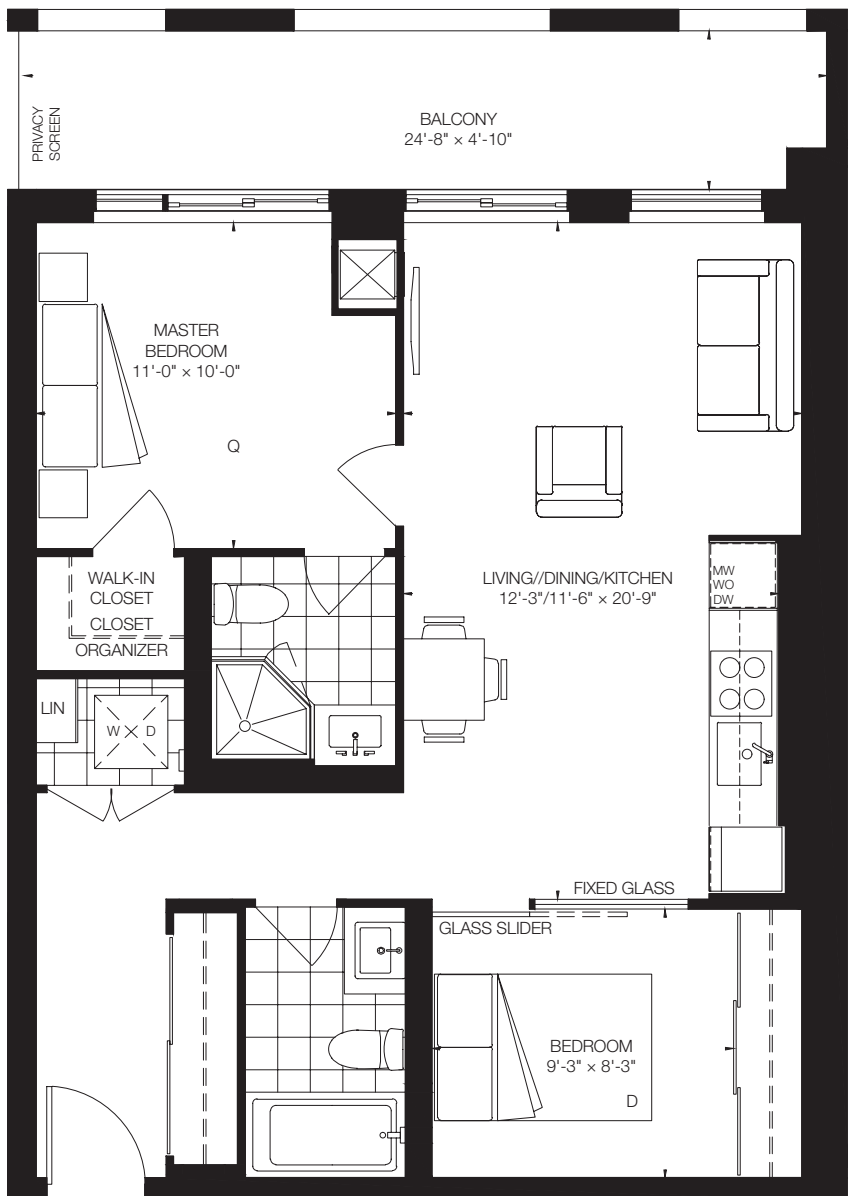 PRIVACY
SCREEN
BALCONY
24'-8" × 4'-10"
MASTER
BEDROOM
11'-0" × 10'-0"
Q
WALK-IN
CLOSET
CLOSET
ORGANIZER
LIVING//DINING/KITCHEN
12'-3"/11'-6" × 20'-9"
MW
WO
DW
LIN
W D
FIXED GLASS
GLASS SLIDER
BEDROOM
9'-3" × 8'-3"
D